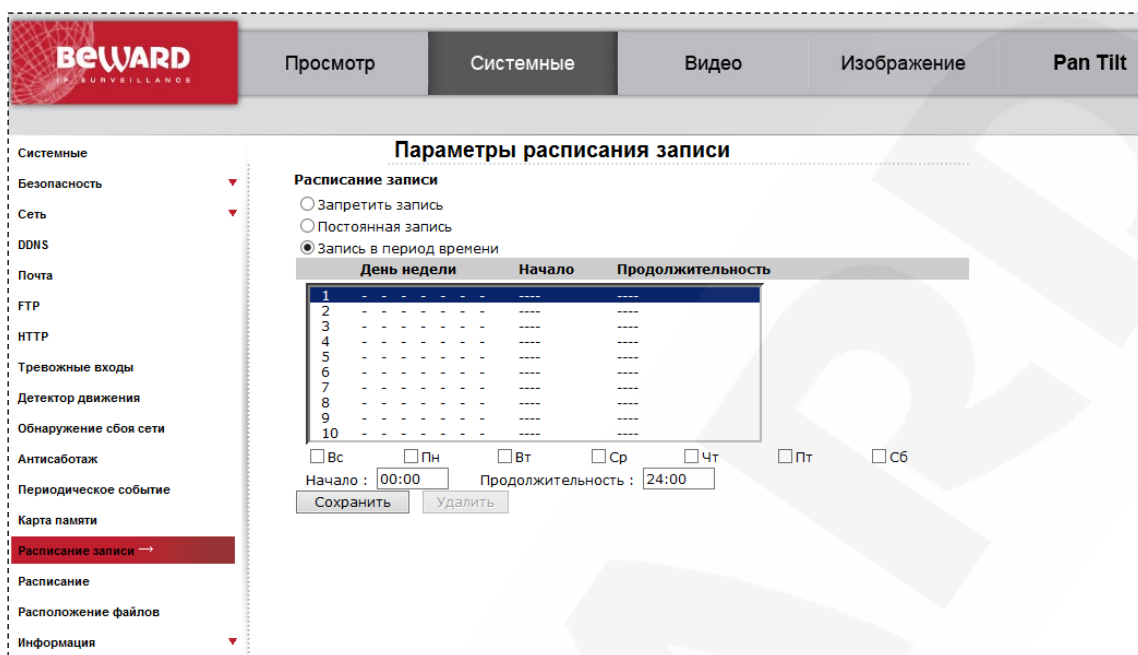 BEWARD
IP SURVEILLANCE
Просмотр Системные Видео Изображение Pan Tilt
Системные
Безопасность
Сеть
DDNS
Почта
FTP
HTTP
Тревожные входы
Детектор движения
Обнаружение сбоя сети
Антисаботаж
Периодическое событие
Карта памяти
Расписание записи →
Расписание
Расположение файлов
Информация
Параметры расписания записи
Расписание записи
Запретить запись
Постоянная запись
Запись в период времени
День недели Начало Продолжительность
1 - - - - - - - ---- ----
2 - - - - - - - ---- ----
3 - - - - - - - ---- ----
4 - - - - - - - ---- ----
5 - - - - - - - ---- ----
6 - - - - - - - ---- ----
7 - - - - - - - ---- ----
8 - - - - - - - ---- ----
9 - - - - - - - ---- ----
10 - - - - - - - ---- ----
Вс Пн Вт Ср Чт Пт Сб
Начало : 00:00 Продолжительность : 24:00
Сохранить Удалить